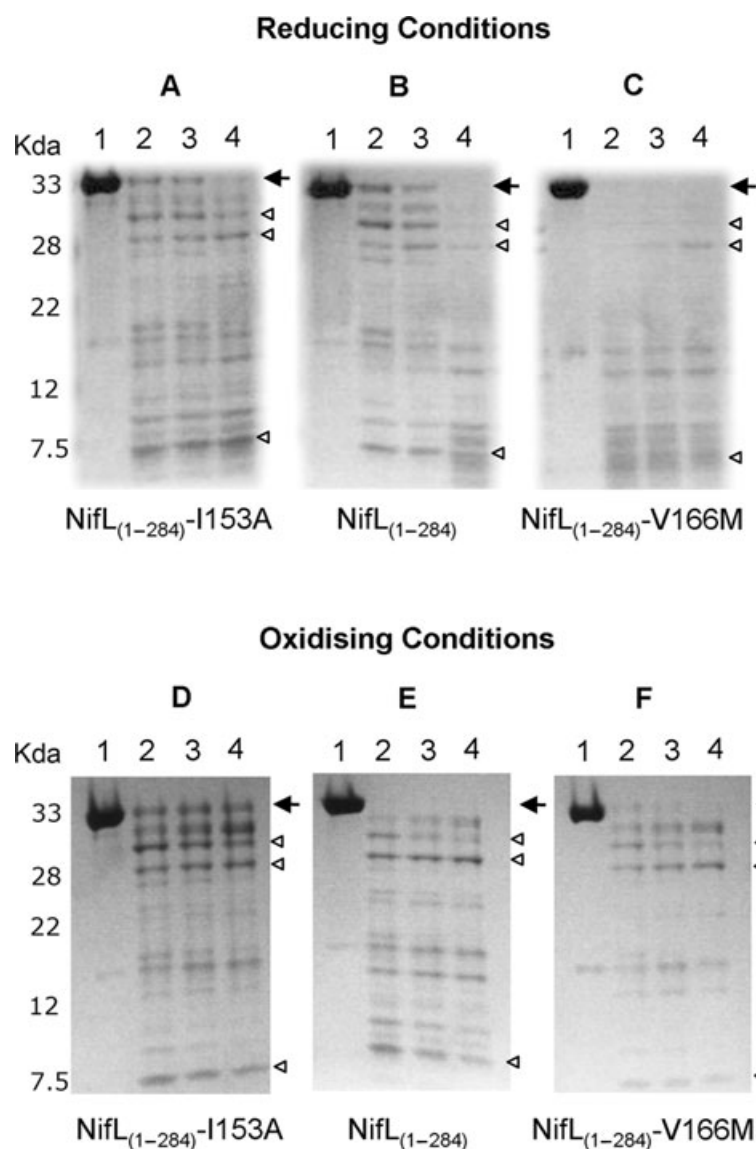 Reducing Conditions
A B C
Kda 1 2 3 4 1 2 3 4 1 2 3 4
33
28
22
12
7.5
NifL(1–284)-I153A NifL(1–284) NifL(1–284)-V166M
Oxidising Conditions
D E F
Kda 1 2 3 4 1 2 3 4 1 2 3 4
33
28
22
12
7.5
NifL(1–284)-I153A NifL(1–284) NifL(1–284)-V166M